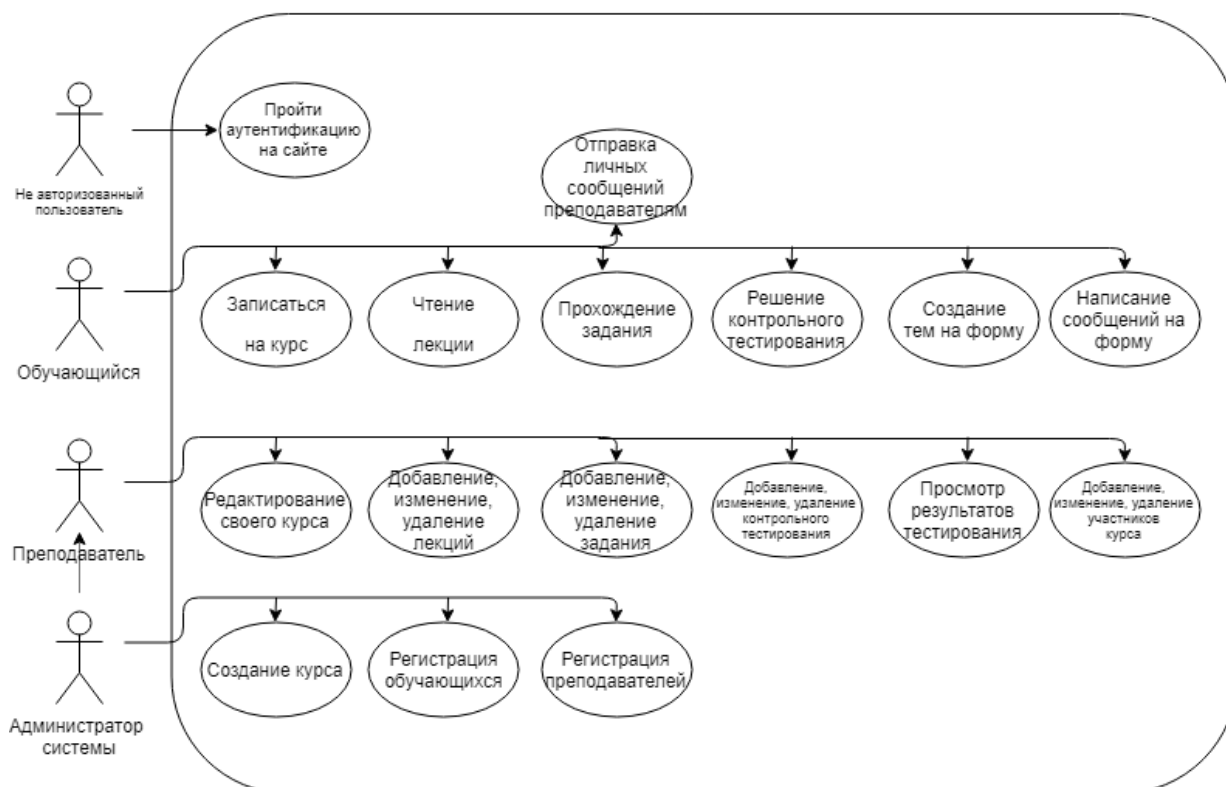 Пройти
аутентификацию
на сайте
Не авторизованный
пользователь
Отправка
личных
сообщений
преподавателям
Обучающийся
Записаться
на курс
Чтение
лекции
Прохождение
задания
Решение
контрольного
тестирования
Создание
тем на форму
Написание
сообщений на
форму
Преподаватель
Редактирование
своего курса
Добавление,
изменение,
удаление
лекций
Добавление,
изменение,
удаление
задания
Добавление,
изменение, удаление
контрольного
тестирования
Просмотр
результатов
тестирования
Добавление,
изменение, удаление
участников
курса
Администратор
системы
Создание курса
Регистрация
обучающихся
Регистрация
преподавателей